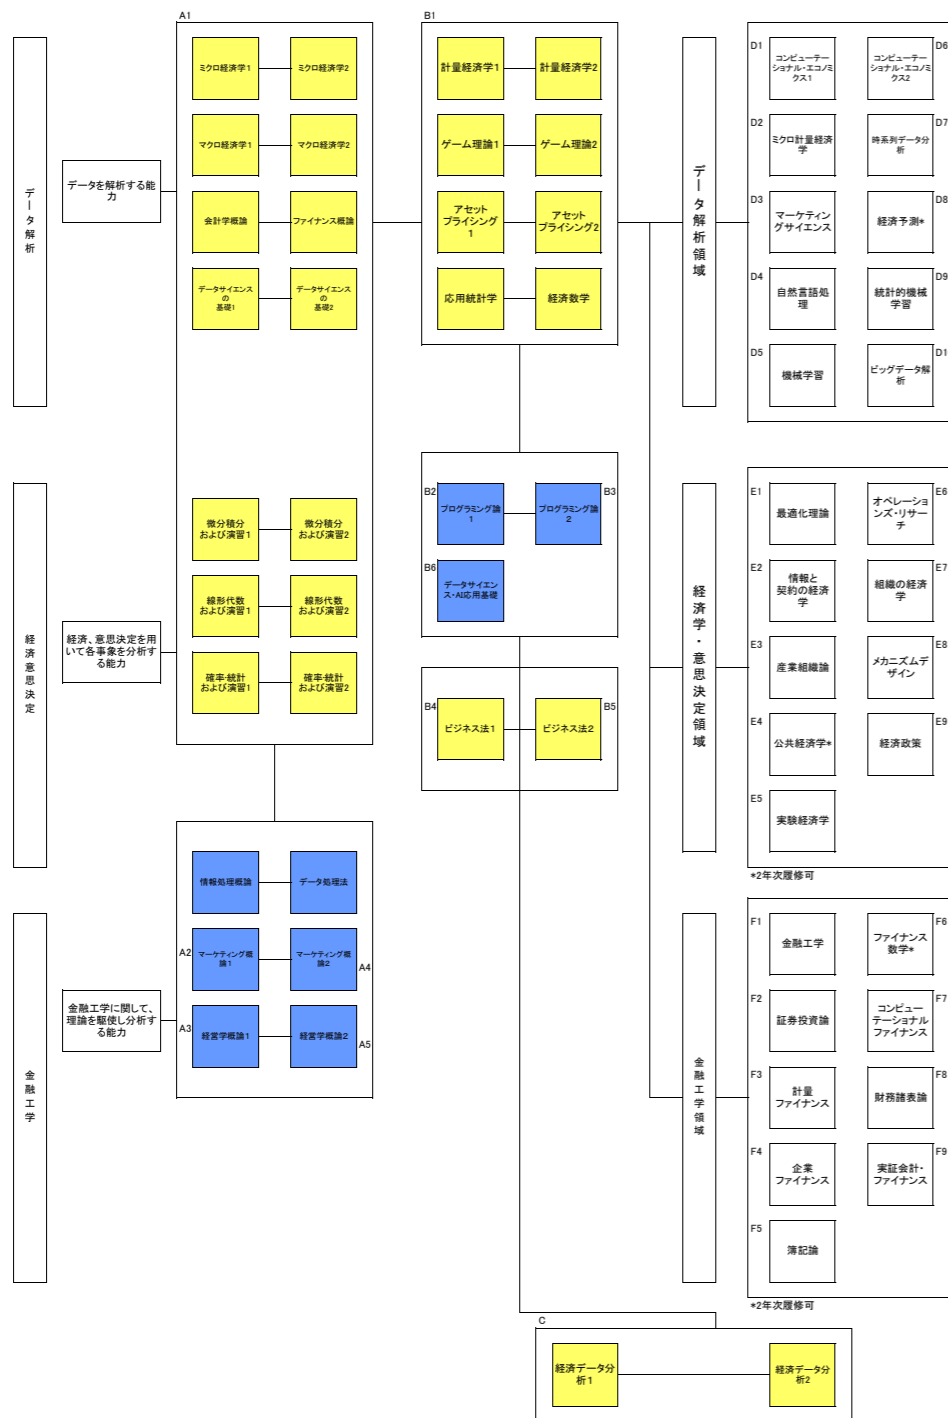 A1
B1
データ解析
データを解析する能
力
ミクロ経済学1
ミクロ経済学2
マクロ経済学1
マクロ経済学2
会計学概論
ファイナンス概論
データサイエンス
の
基礎1
データサイエンス
の
基礎2
微分積分
および演習1
微分積分
および演習2
線形代数
および演習1
線形代数
および演習2
確率・統計
および演習1
確率・統計
および演習2
経済意思決定
経済、意思決定を用
いて各事象を分析す
る能力
情報処理概論
データ処理法
A2
マーケティング概
論1
マーケティング概
論2
A4
A3
経営学概論1
経営学概論2
A5
金融工学
金融工学に関して、
理論を駆使し分析す
る能力
計量経済学1
計量経済学2
ゲーム理論1
ゲーム理論2
アセット
プライシング
1
アセット
プライシング2
応用統計学
経済数学
B2
プログラミング論
1
プログラミング論
2
B3
B6
データサイエン
ス・AI応用基礎
B4
ビジネス法1
ビジネス法2
B5
データ解析領域
D1
コンピューテー
ショナル・エコノミ
クス1
コンピューテー
ショナル・エコノミ
クス2
D6
D2
ミクロ計量経済
学
時系列データ分
析
D7
D3
マーケティン
グサイエンス
経済予測*
D8
D4
自然言語処
理
統計的機械
学習
D9
D5
機械学習
ビッグデータ解
析
D1
経済学・意思決定領域
E1
最適化理論
オペレーショ
ンズ・リサー
チ
E6
E2
情報と
契約の経済
学
組織の経済
学
E7
E3
産業組織論
メカニズムデ
ザイン
E8
E4
公共経済学*
経済政策
E9
E5
実験経済学
*2年次履修可
金融工学領域
F1
金融工学
ファイナンス
数学*
F6
F2
証券投資論
コンピュー
テーショナル
ファイナンス
F7
F3
計量
ファイナンス
財務諸表論
F8
F4
企業
ファイナンス
実証会計・
ファイナンス
F9
F5
簿記論
*2年次履修可
C
経済データ分
析1
経済データ分
析2